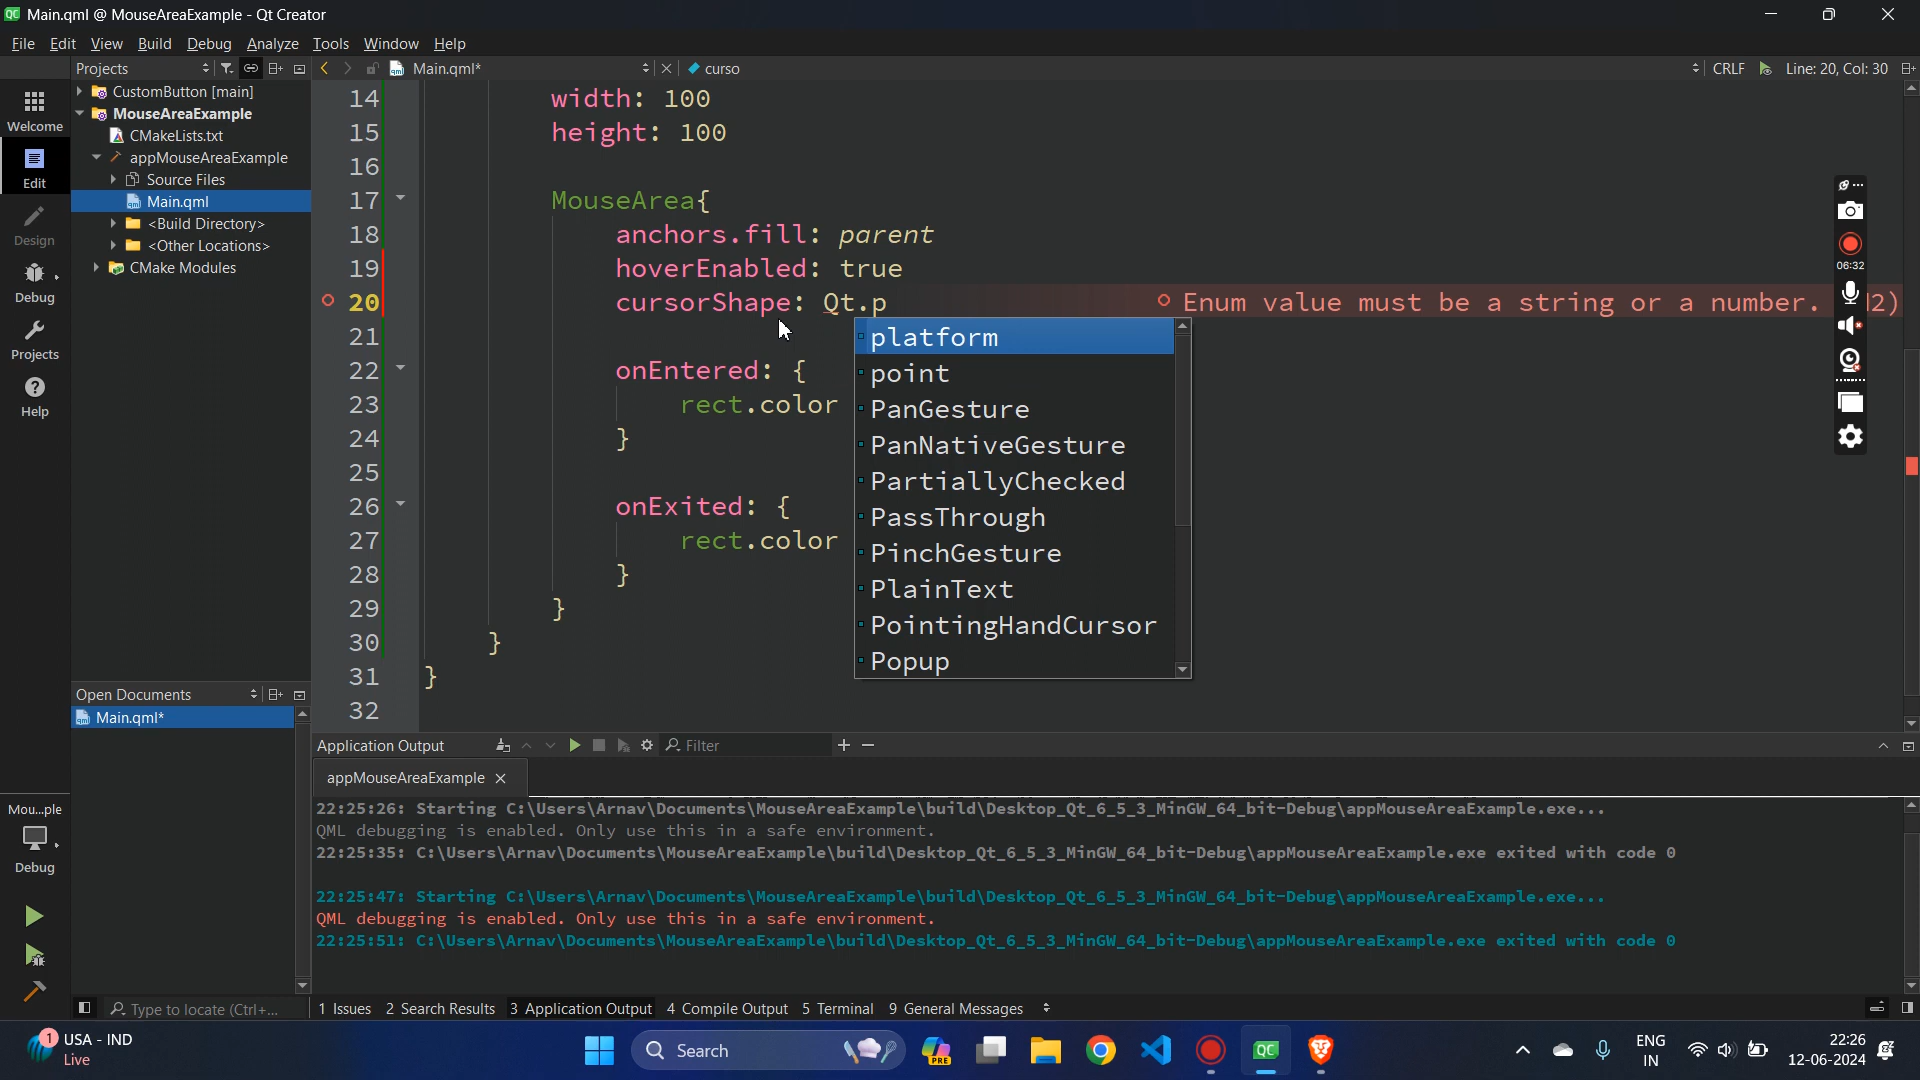 Main.qml @ MouseAreaExample - Qt Creator
File Edit View Build Debug Analyze Tools Window Help
Projects
Main.qml*
curso
CRLF
Line: 20, Col: 30
Welcome
Edit
Design
Debug
Projects
Help
CustomButton [main]
MouseAreaExample
CMakeLists.txt
appMouseAreaExample
Source Files
Main.qml
<Build Directory>
<Other Locations>
CMake Modules
14 width: 100
15 height: 100
16
17 MouseArea{
18 anchors.fill: parent
19 hoverEnabled: true
20 cursorShape: Qt.p Enum value must be a string or a number.
21
22 onEntered: {
23 rect.color
24 }
25
26 onExited: {
27 rect.color
28 }
29 }
30 }
31 }
32
platform
point
PanGesture
PanNativeGesture
PartiallyChecked
PassThrough
PinchGesture
PlainText
PointingHandCursor
Popup
06:32
Open Documents
Main.qml*
Application Output
Filter
appMouseAreaExample
22:25:26: Starting C:\Users\Arnav\Documents\MouseAreaExample\build\Desktop_Qt_6_5_3_MinGW_64_bit-Debug\appMouseAreaExample.exe...
QML debugging is enabled. Only use this in a safe environment.
22:25:35: C:\Users\Arnav\Documents\MouseAreaExample\build\Desktop_Qt_6_5_3_MinGW_64_bit-Debug\appMouseAreaExample.exe exited with code 0
22:25:47: Starting C:\Users\Arnav\Documents\MouseAreaExample\build\Desktop_Qt_6_5_3_MinGW_64_bit-Debug\appMouseAreaExample.exe...
QML debugging is enabled. Only use this in a safe environment.
22:25:51: C:\Users\Arnav\Documents\MouseAreaExample\build\Desktop_Qt_6_5_3_MinGW_64_bit-Debug\appMouseAreaExample.exe exited with code 0
Mou...ple
Debug
Type to locate (Ctrl+...
1 Issues 2 Search Results 3 Application Output 4 Compile Output 5 Terminal 9 General Messages
1
USA - IND
Live
Search
PRE
QC
ENG
IN
22:26
12-06-2024